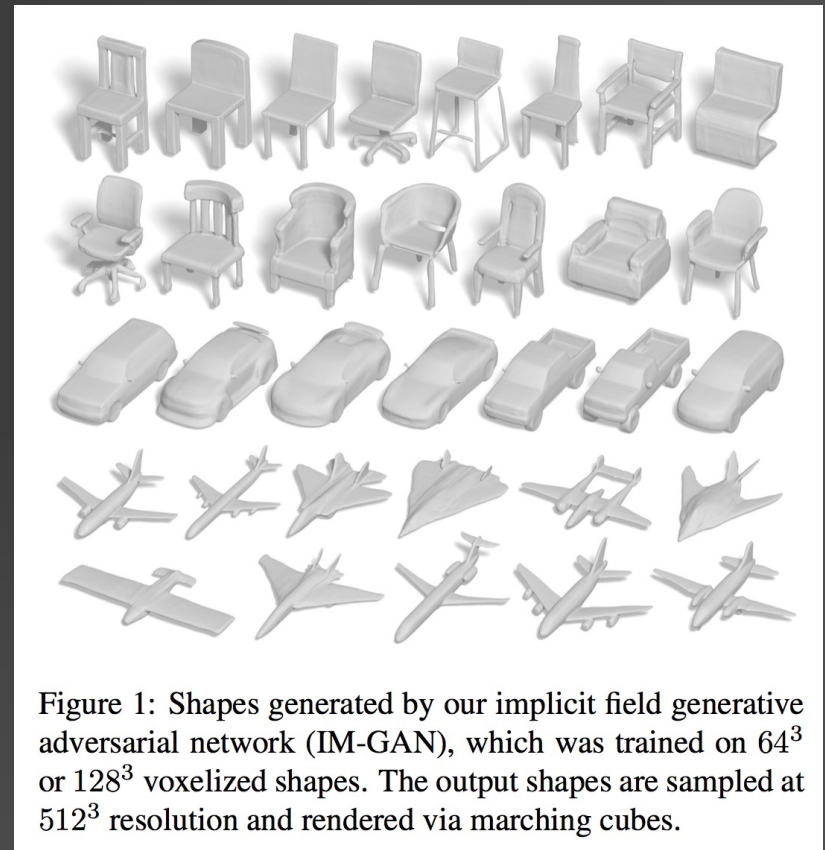 Figure 1: Shapes generated by our implicit field generative
adversarial network (IM-GAN), which was trained on 64³
or 128³ voxelized shapes. The output shapes are sampled at
512³ resolution and rendered via marching cubes.